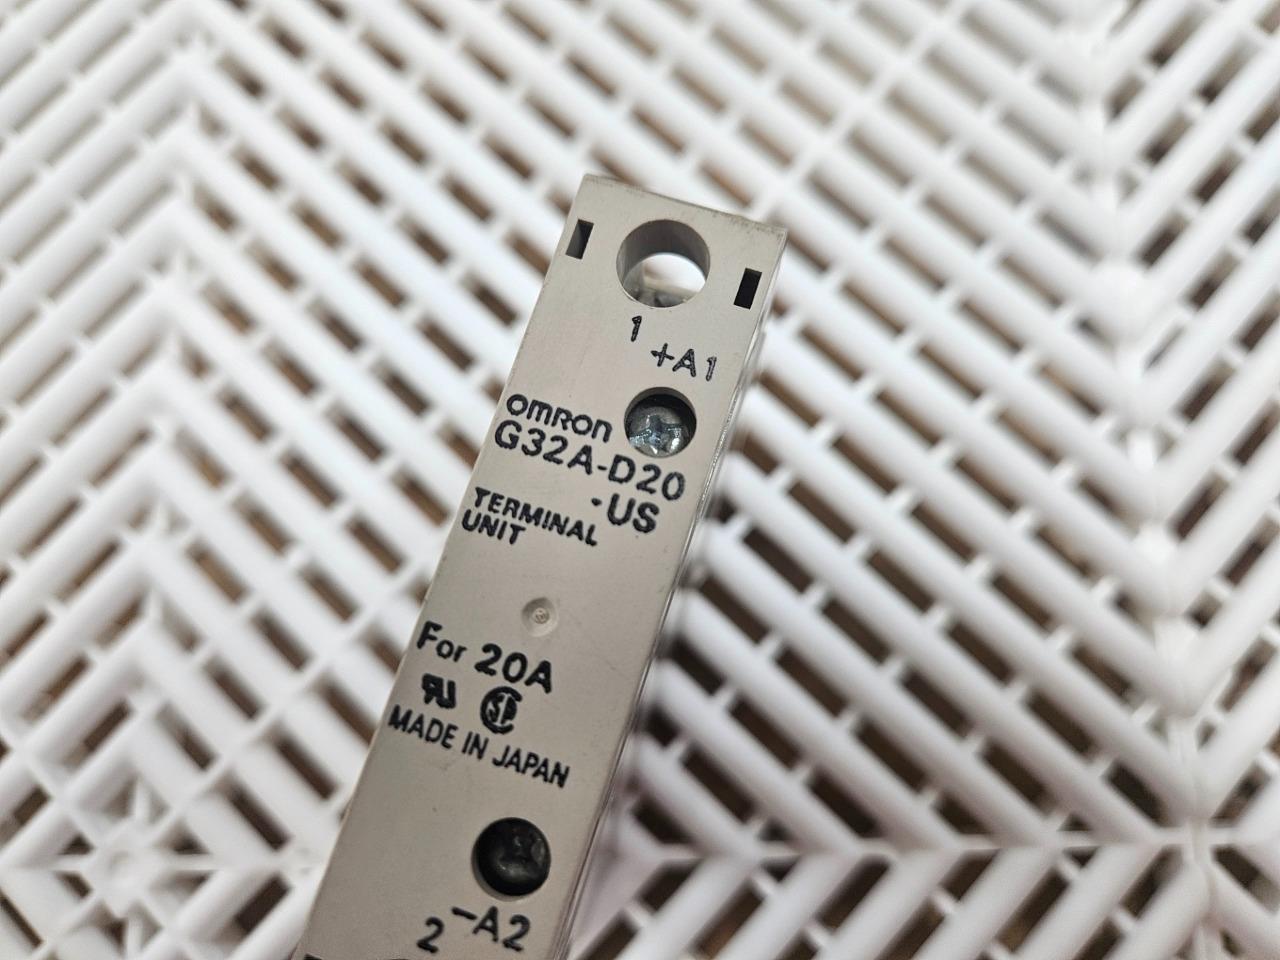 1
+A1
omRon
G32A-D20
-US
TERMINAL
UNIT
For 20A
MADE IN JAPAN
-A2
2